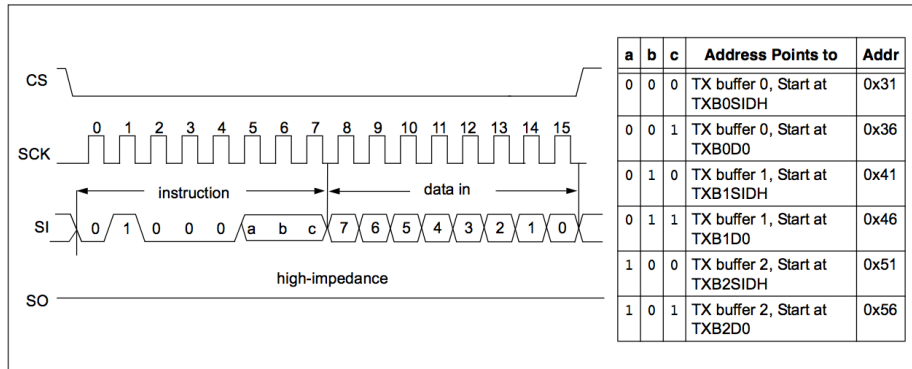 CS
0 1 2 3 4 5 6 7 8 9 10 11 12 13 14 15
SCK
instruction
data in
SI
0 1 0 0 0 a b c 7 6 5 4 3 2 1 0
high-impedance
SO
a b c Address Points to Addr
0 0 0 TX buffer 0, Start at 0x31
TXB0SIDH
0 0 1 TX buffer 0, Start at 0x36
TXB0D0
0 1 0 TX buffer 1, Start at 0x41
TXB1SIDH
0 1 1 TX buffer 1, Start at 0x46
TXB1D0
1 0 0 TX buffer 2, Start at 0x51
TXB2SIDH
1 0 1 TX buffer 2, Start at 0x56
TXB2D0